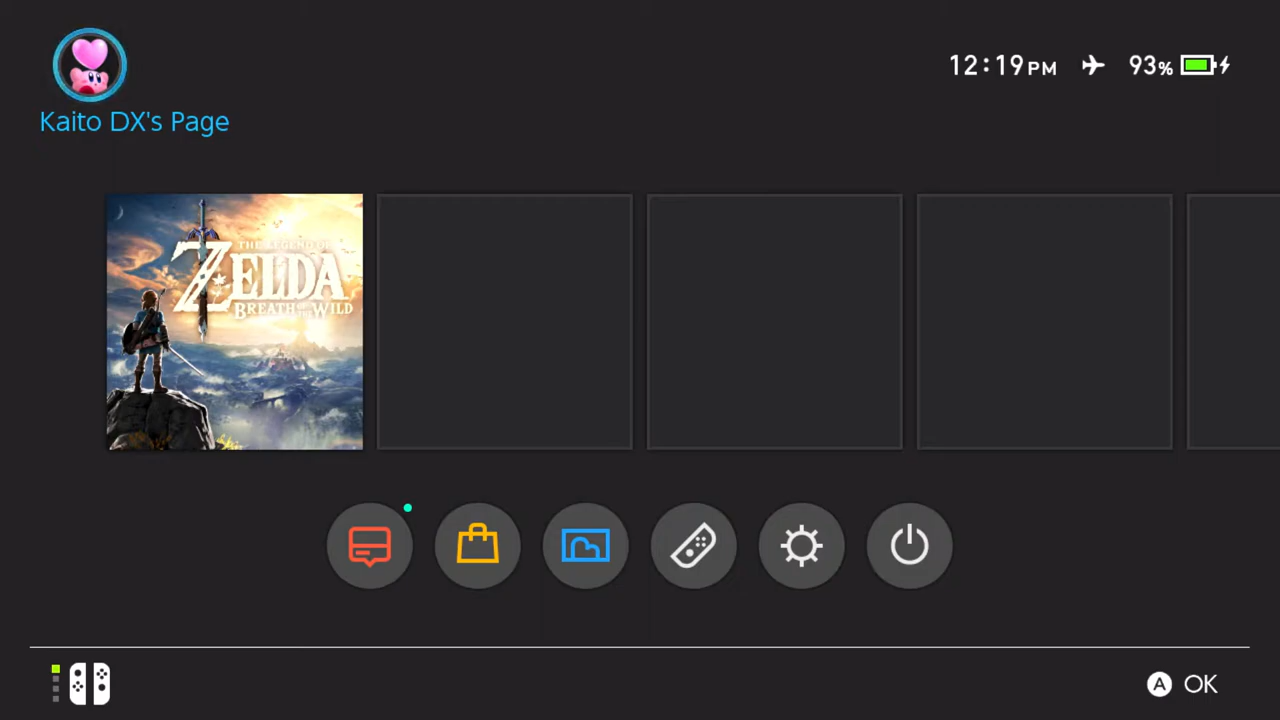 12:19PM 93%
Kaito DX's Page
THE LEGEND OF
ZELDA
BREATH OF THE WILD
A OK